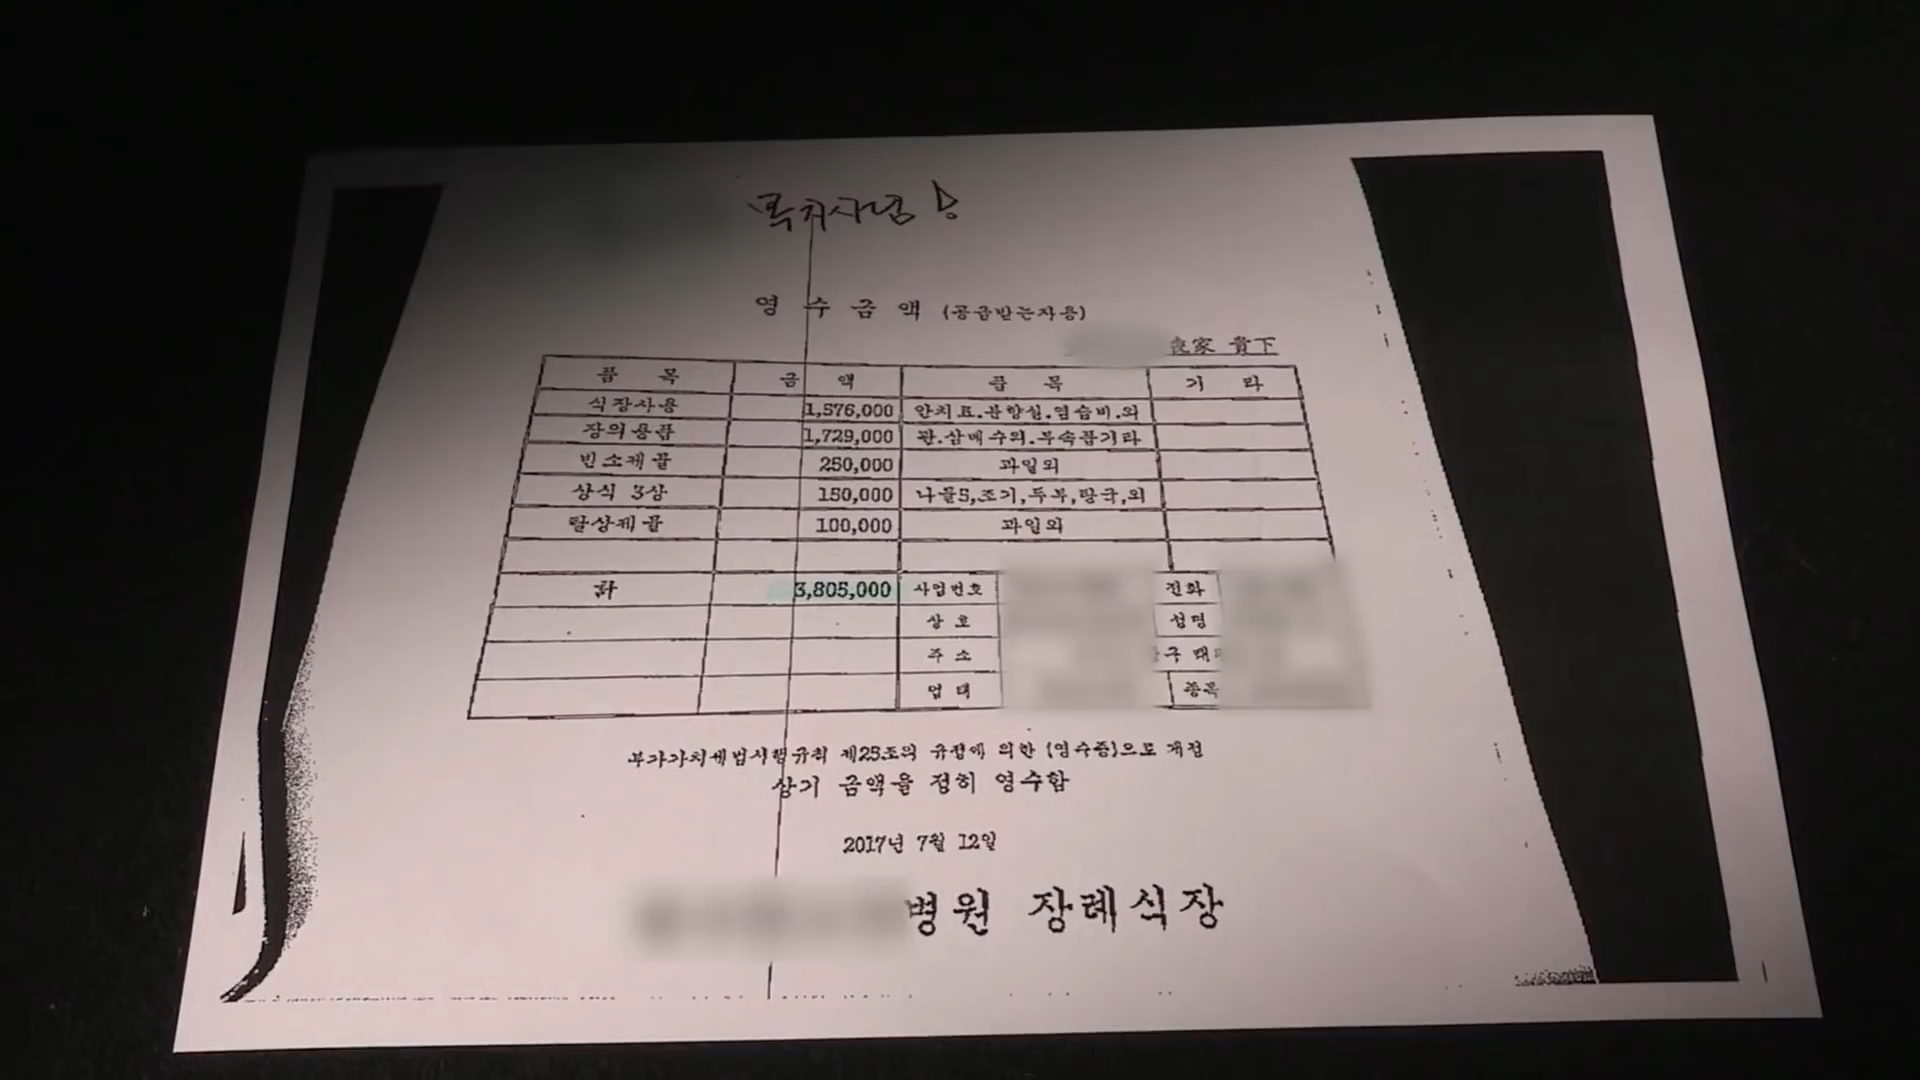 영 수 금 액 (공급받는자용)
喪家 貴下
품 목 금 액 품 목 기 타
식장사용 1,576,000 안치료.분향실.염습비.외
장의용품 1,729,000 관.삼베수의.부속품기타
빈소제물 250,000 과일외
상식 3상 150,000 나물5,조기,두부,탕국,외
탈상제물 100,000 과일외
계 3,805,000 사업번호 전화
상 호 성명
주 소 구
업 태 종목
부가가치세법시행규칙 제25조의 규정에 의한 (영수증)으로 개정
상기 금액을 정히 영수함
2017년 7월 12일
병원 장례식장